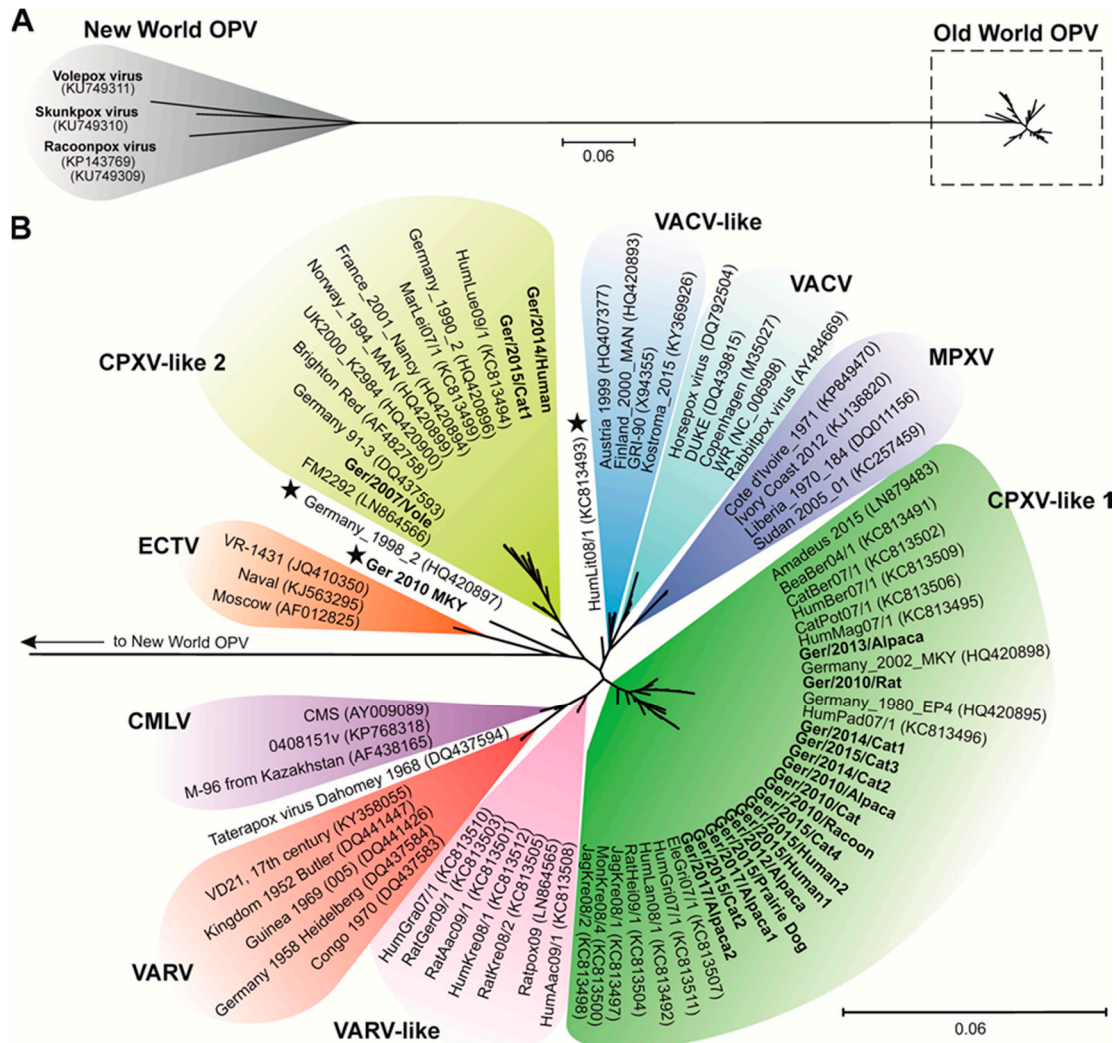 A
New World OPV
Old World OPV
Volepox virus
(KU749311)
Skunkpox virus
(KU749310)
Racoonpox virus
(KP143769)
(KU749309)
0.06
B
CPXV-like 2
Ger/2014/Human
Ger/2015/Cat1
HumLue09/1 (KC813494)
MarLei07/1 (KC813499)
Germany_1990_2 (HQ420896)
France_2001_Nancy (HQ420894)
Norway_1994_MAN (HQ420899)
UK2000_K2984 (HQ420900)
Brighton Red (AF482758)
Germany 91-3 (DQ437593)
Ger/2007/Vole
FM2292 (LN864566)
★ Germany_1998_2 (HQ420897)
★ Ger 2010 MKY
★ HumLit08/1 (KC813493)
VACV-like
Austria 1999 (HQ407377)
Finland_2000_MAN (HQ420893)
GRI-90 (X94355)
Kostroma_2015 (KY369926)
VACV
Horsepox virus (DQ792504)
DUKE (DQ439815)
Copenhagen (M35027)
WR (NC_006998)
Rabbitpox virus (AY484669)
MPXV
Cote d'Ivoire_1971 (KP849470)
Ivory Coast 2012 (KJ136820)
Liberia_1970_184 (DQ011156)
Sudan 2005_01 (KC257459)
CPXV-like 1
Amadeus 2015 (LN879483)
BeaBer04/1 (KC813491)
CatBer07/1 (KC813502)
HumBer07/1 (KC813509)
CatPot07/1 (KC813506)
HumMag07/1 (KC813495)
Ger/2013/Alpaca
Germany_2002_MKY (HQ420898)
Ger/2010/Rat
Germany_1980_EP4 (HQ420895)
HumPad07/1 (KC813496)
Ger/2014/Cat1
Ger/2015/Cat3
Ger/2014/Cat2
Ger/2010/Alpaca
Ger/2010/Cat
Ger/2010/Racoon
Ger/2015/Cat4
Ger/2015/Human2
Ger/2015/Human1
Ger/2012/Alpaca
Ger/2015/Prairie Dog
Ger/2017/Alpaca1
Ger/2015/Cat2
Ger/2017/Alpaca2
EleGri07/1 (KC813507)
HumGri07/1 (KC813511)
HumLan08/1 (KC813492)
RatHei09/1 (KC813504)
JagKre08/1 (KC813497)
MonKre08/4 (KC813500)
JagKre08/2 (KC813498)
ECTV
VR-1431 (JQ410350)
Naval (KJ563295)
Moscow (AF012825)
to New World OPV
CMLV
CMS (AY009089)
0408151v (KP768318)
M-96 from Kazakhstan (AF438165)
Taterapox virus Dahomey 1968 (DQ437594)
VARV
VD21, 17th century (KY358055)
Kingdom 1952 Butler (DQ441447)
Guinea 1969 (005) (DQ441426)
Germany 1958 Heidelberg (DQ437584)
Congo 1970 (DQ437583)
VARV-like
HumGra07/1 (KC813510)
RatGer09/1 (KC813503)
RatAac09/1 (KC813501)
HumKre08/1 (KC813512)
RatKre08/2 (KC813505)
Ratpox09 (LN864565)
HumAac09/1 (KC813508)
0.06